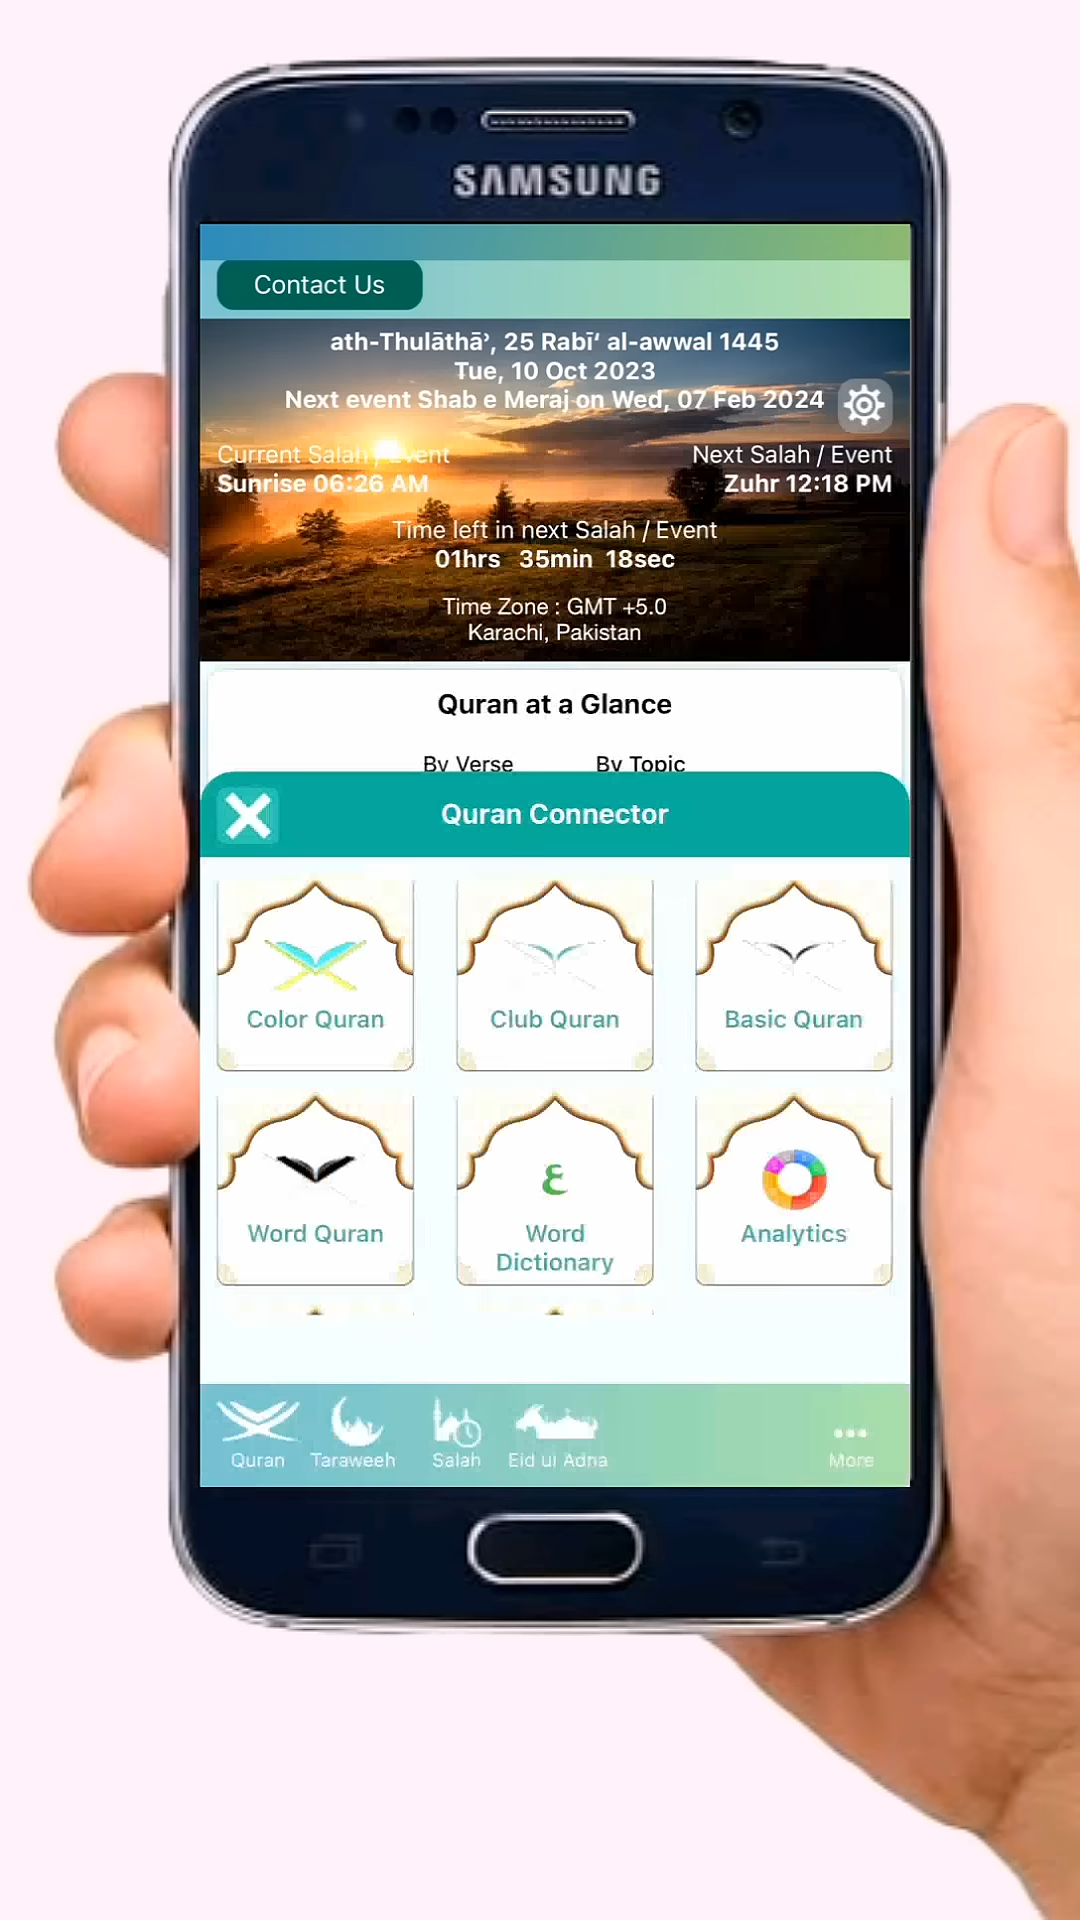 SAMSUNG
Contact Us
ath-Thulāthāʾ, 25 Rabīʻ al-awwal 1445
Tue, 10 Oct 2023
Next event Shab e Meraj on Wed, 07 Feb 2024
Current Salah / Event
Next Salah / Event
Sunrise 06:26 AM
Zuhr 12:18 PM
Time left in next Salah / Event
01hrs 35min 18sec
Time Zone : GMT +5.0
Karachi, Pakistan
Quran at a Glance
By Verse
By Topic
Quran Connector
Color Quran
Club Quran
Basic Quran
ع
Word Quran
Word
Dictionary
Analytics
Quran
Taraweeh
Salah
Eid ul Adha
More